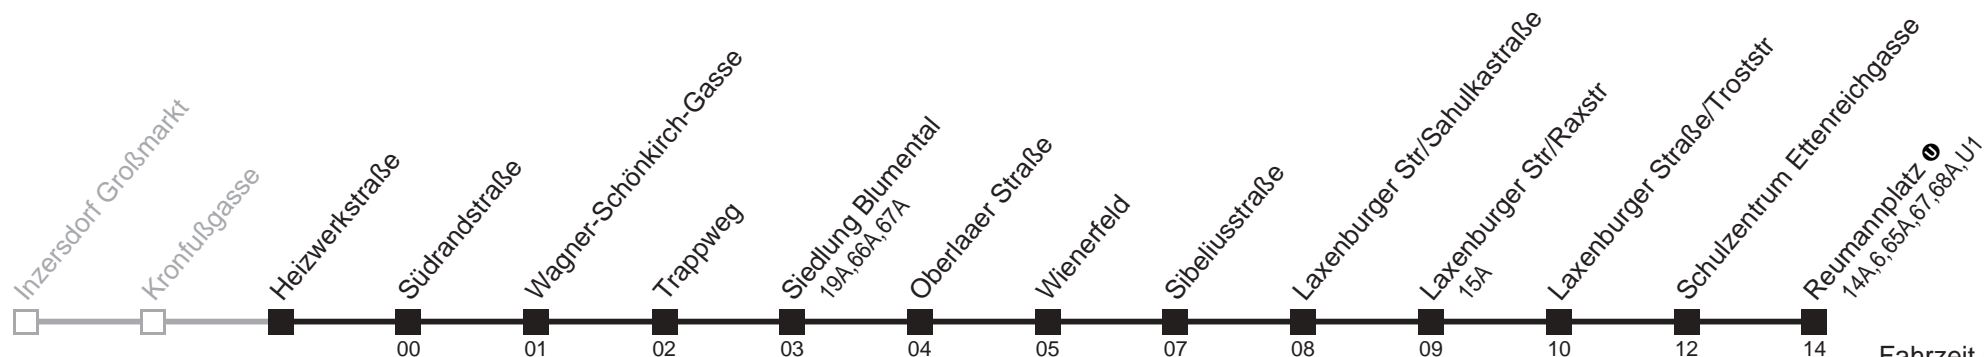 Inzersdorf Großmarkt
Kronfußgasse
Heizwerkstraße
Südrandstraße
Wagner-Schönkirch-Gasse
Trappweg
Siedlung Blumental
19A,66A,67A
Oberlaaer Straße
Wienerfeld
Sibeliusstraße
Laxenburger Str/Sahulkastraße
Laxenburger Str/Raxstr
15A
Laxenburger Straße/Troststr
Schulzentrum Ettenreichgasse
Reumannplatz U
14A,6,65A,67,68A,U1
00 01 02 03 04 05 07 08 09 10 12 14 Fahrzeit